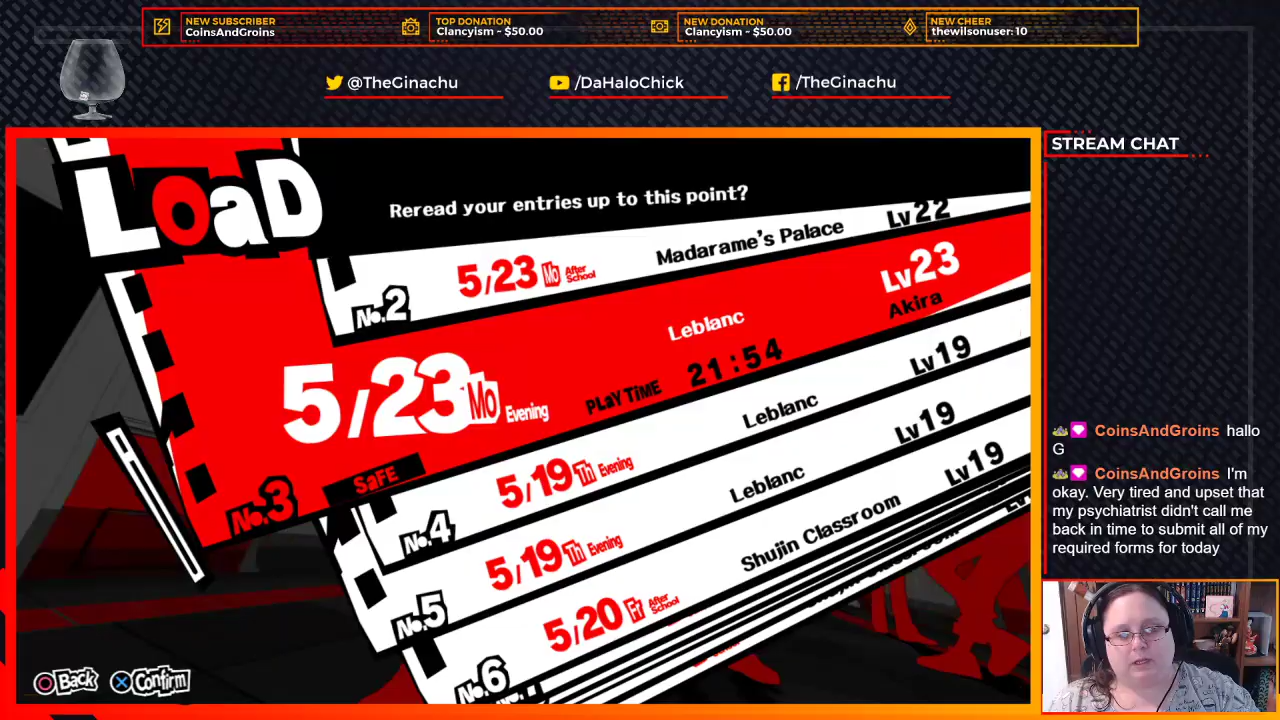 NEW SUBSCRIBER
CoinsAndGroins
TOP DONATION
Clancyism ~ $50.00
NEW DONATION
Clancyism ~ $50.00
NEW CHEER
thewilsonuser: 10
@TheGinachu
/DaHaloChick
/TheGinachu
STREAM CHAT
LOaD
Reread your entries up to this point?
No.2 5/23 Mo After School Madarame's Palace Lv22
No.3 5/23 Mo Evening Leblanc Lv23
SaFE PLaY TiME 21:54 Akira
No.4 5/19 Th Evening Leblanc Lv19
No.5 5/19 Th Evening Leblanc Lv19
No.6 5/20 Fr After School Shujin Classroom Lv19
Back Confirm
CoinsAndGroins hallo
G
CoinsAndGroins I'm
okay. Very tired and upset that
my psychiatrist didn't call me
back in time to submit all of my
required forms for today